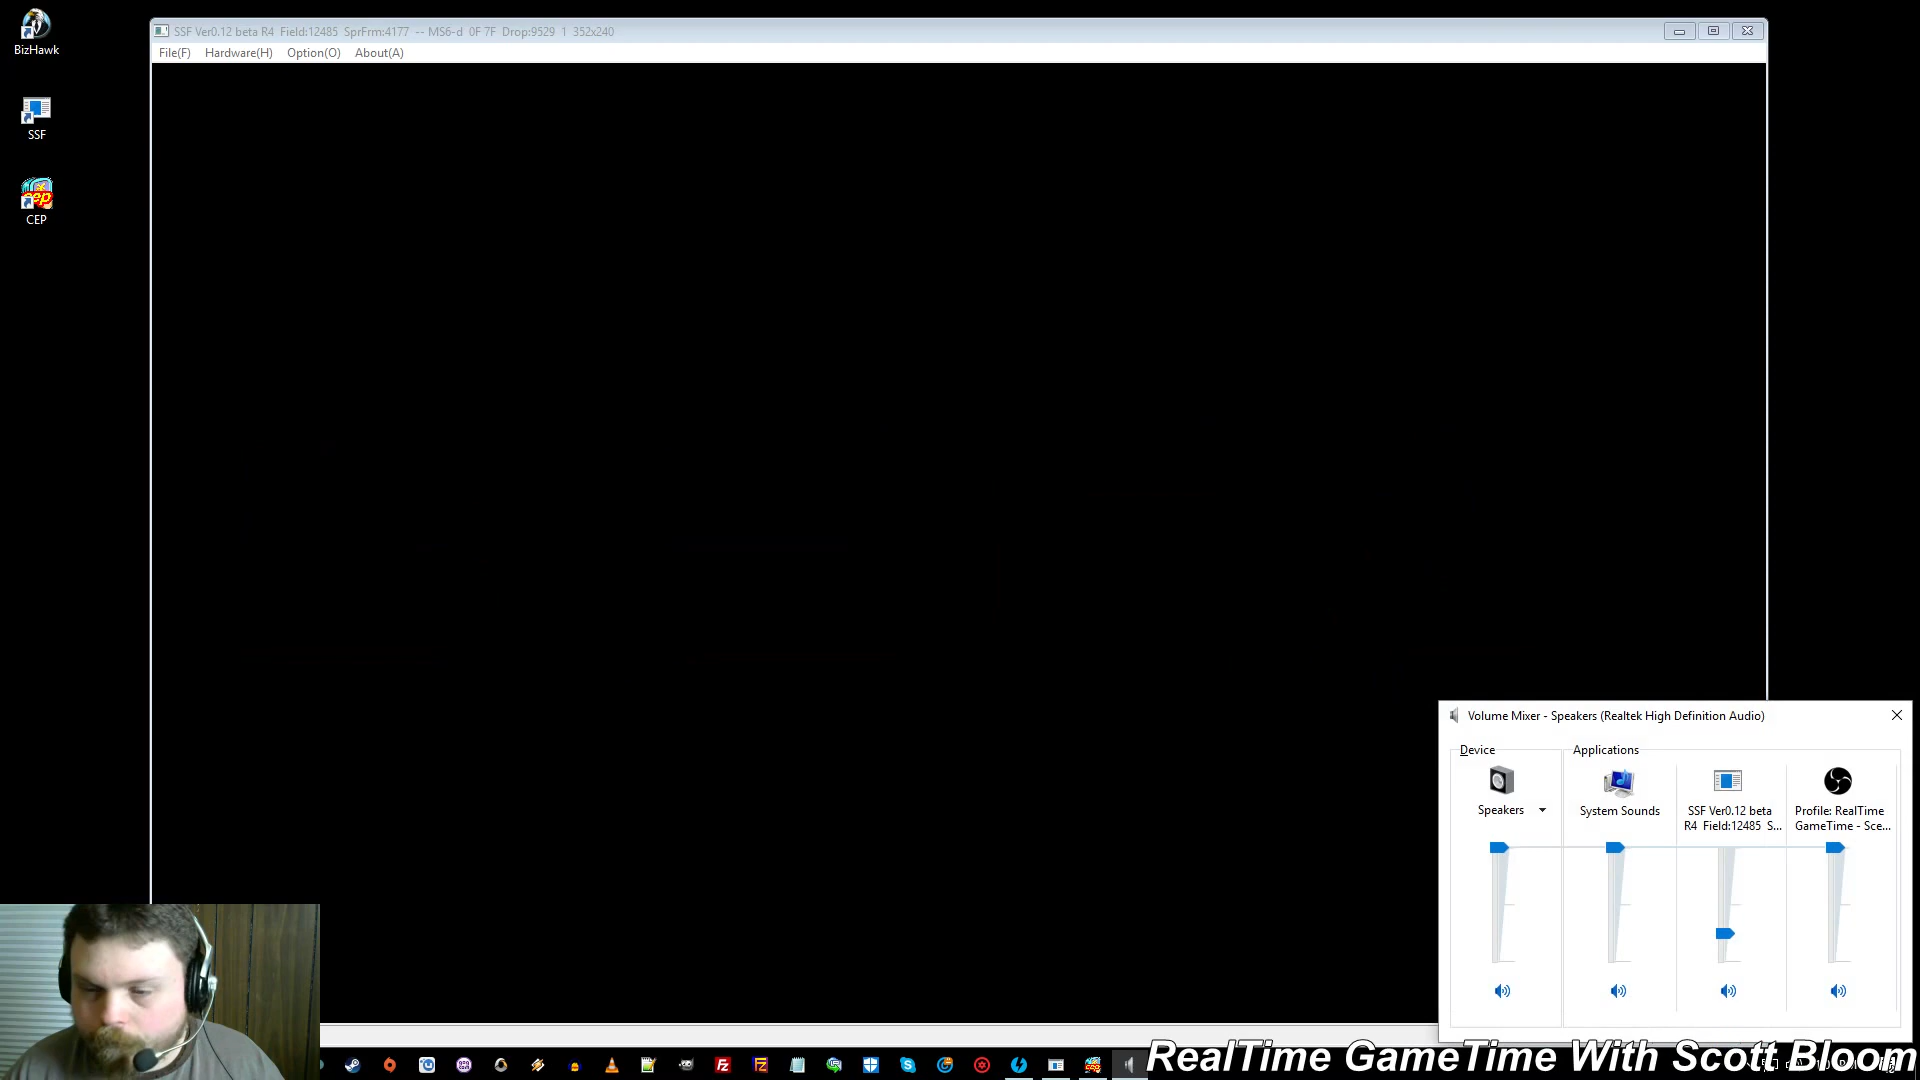 BizHawk
SSF
CEP
SSF Ver0.12 beta R4 Field:12485 SprFrm:4177 -- MS6-d 0F 7F Drop:9529 1 352x240
File(F) Hardware(H) Option(O) About(A)
Volume Mixer - Speakers (Realtek High Definition Audio)
Device
Applications
Speakers
System Sounds
SSF Ver0.12 beta
R4 Field:12485 S...
Profile: RealTime
GameTime - Sce...
RealTime GameTime With Scott Bloom